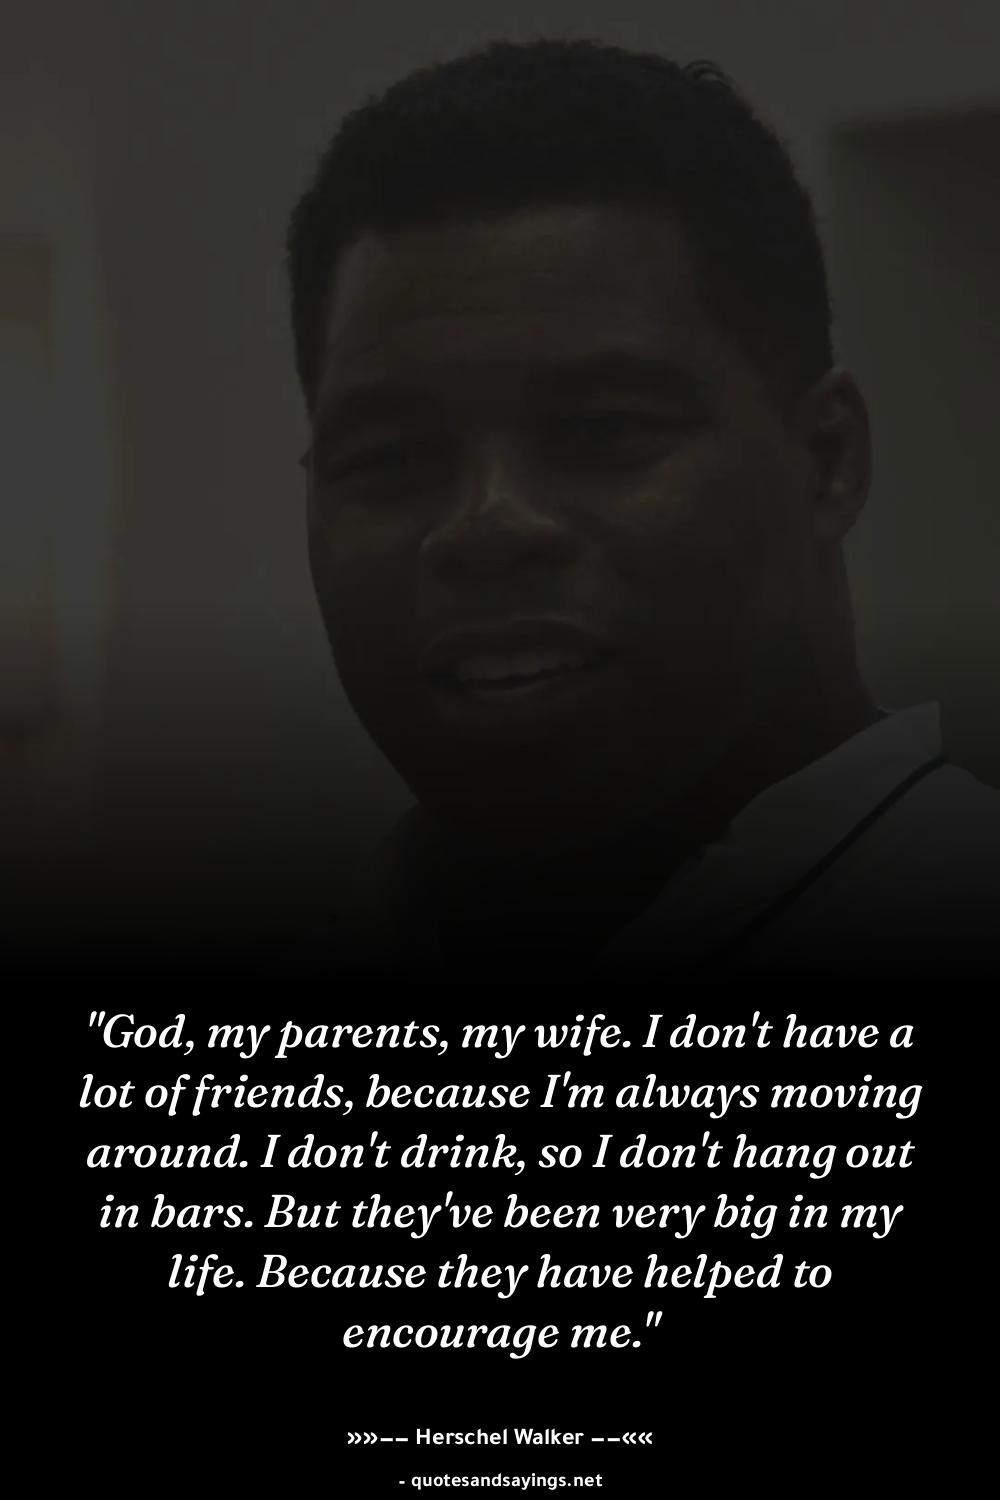 "God, my parents, my wife. I don't have a
lot of friends, because I'm always moving
around. I don't drink, so I don't hang out
in bars. But they've been very big in my
life. Because they have helped to
encourage me."
»»−− Herschel Walker −−««
- quotesandsayings.net